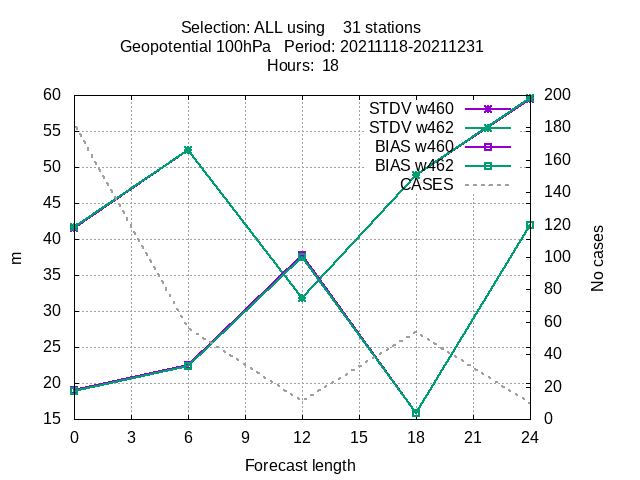 Selection: ALL using    31 stations
Geopotential 100hPa   Period: 20211118-20211231
Hours:  18
STDV w460
STDV w462
BIAS w460
BIAS w462
CASES
60
55
50
45
40
35
30
25
20
15
m
200
180
160
140
120
100
80
60
40
20
0
No cases
0 3 6 9 12 15 18 21 24
Forecast length